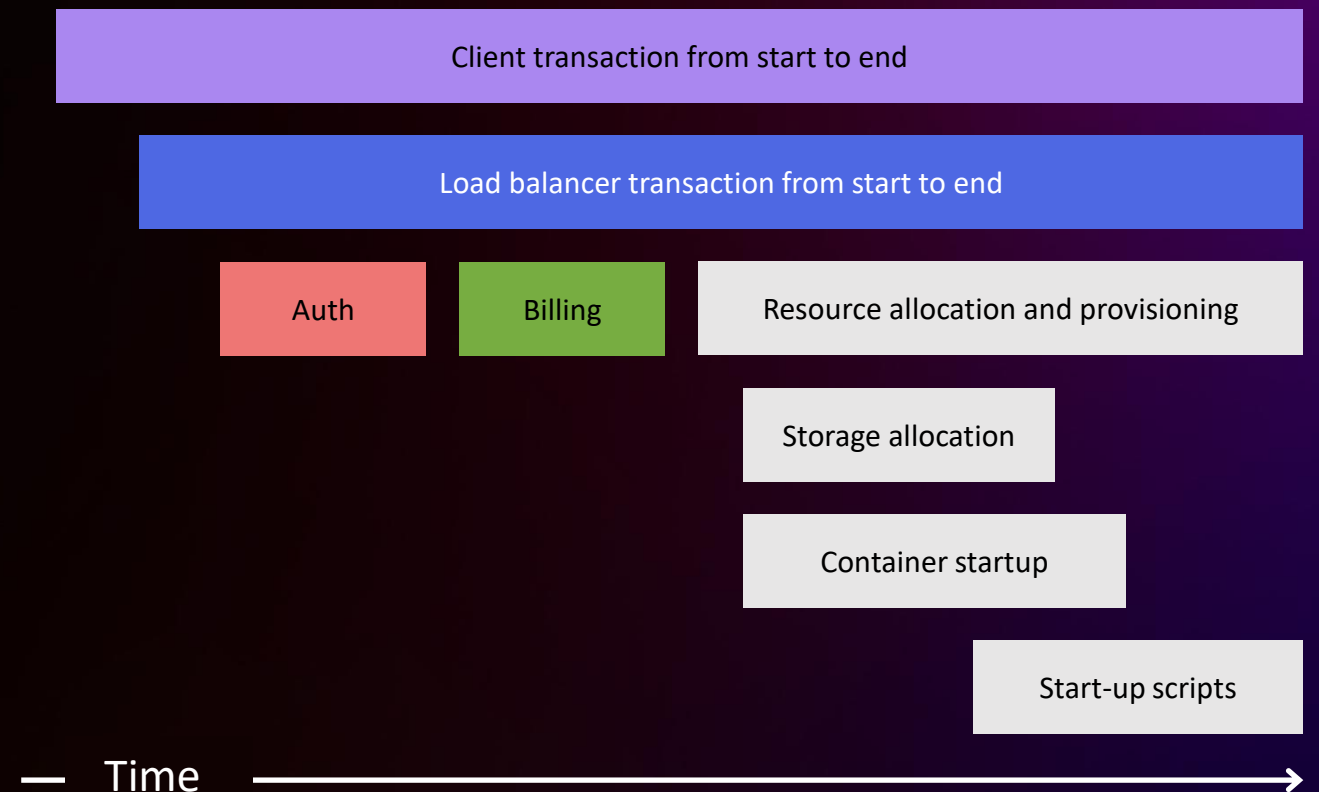 Client transaction from start to end
Load balancer transaction from start to end
Auth
Billing
Resource allocation and provisioning
Storage allocation
Container startup
Start-up scripts
Time